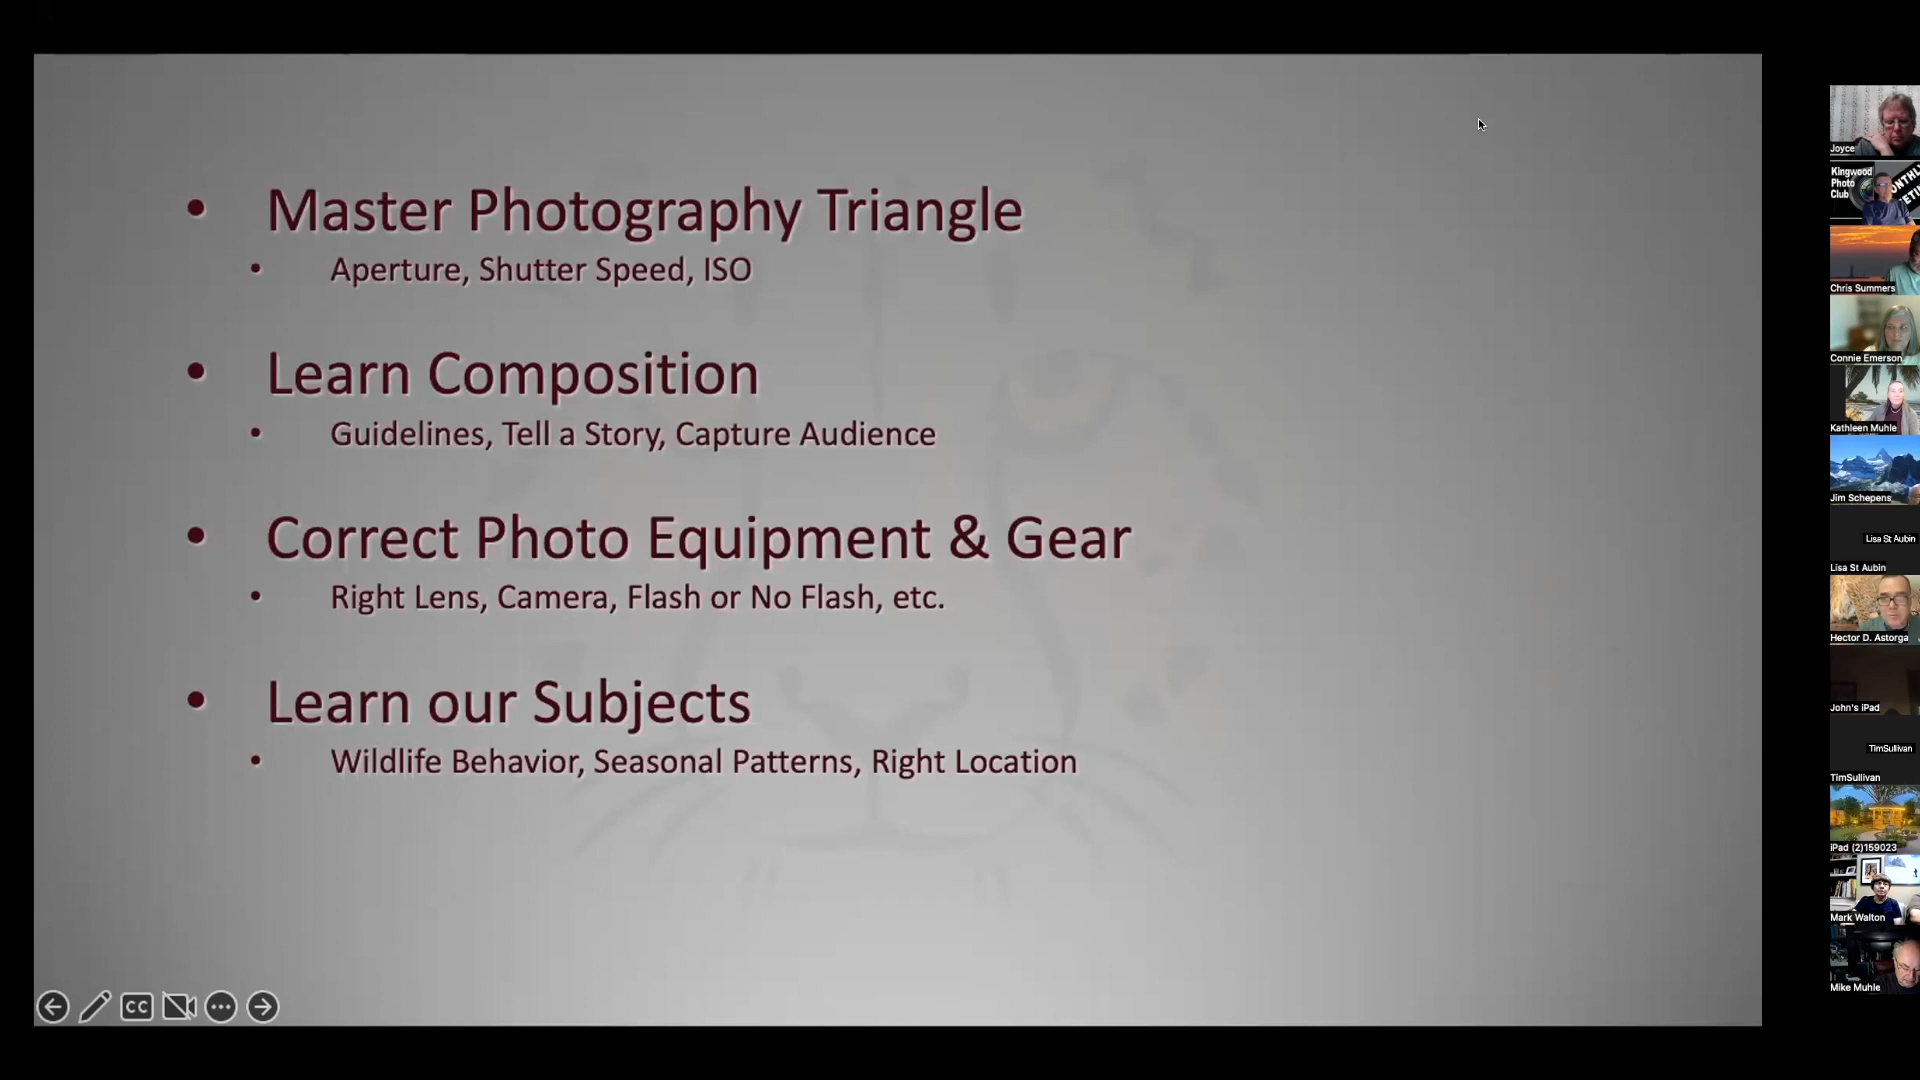 • Master Photography Triangle
• Aperture, Shutter Speed, ISO
• Learn Composition
• Guidelines, Tell a Story, Capture Audience
• Correct Photo Equipment & Gear
• Right Lens, Camera, Flash or No Flash, etc.
• Learn our Subjects
• Wildlife Behavior, Seasonal Patterns, Right Location
CC
Joyce
Kingwood
Photo
Club
Chris Summers
Connie Emerson
Kathleen Muhle
Jim Schepens
Lisa St Aubin
Lisa St Aubin
Hector D. Astorga
John's iPad
TimSullivan
TimSullivan
iPad (2)159023
Mark Walton
Mike Muhle